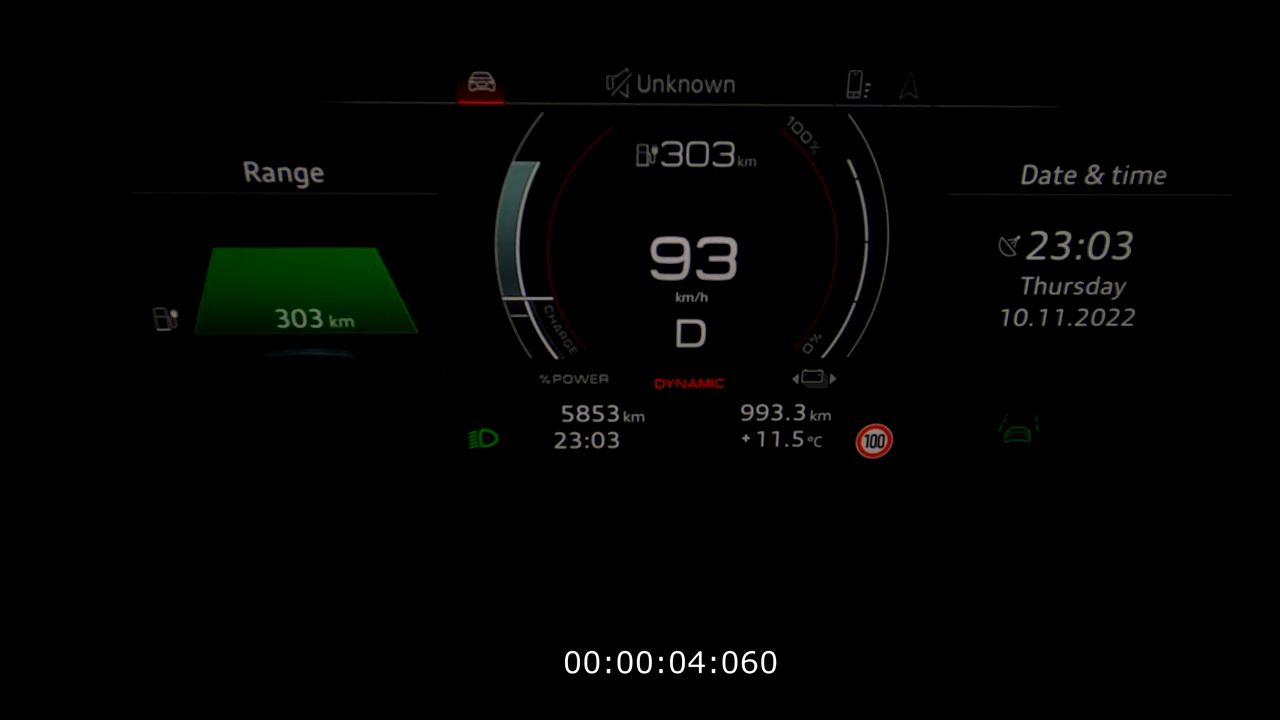 Unknown
100%
303 km
Range
Date & time
23:03
93
km/h
Thursday
303 km
10.11.2022
D
CHARGE
0%
% POWER
DYNAMIC
5853 km
993.3 km
23:03
+11.5 °C
100
00:00:04:060